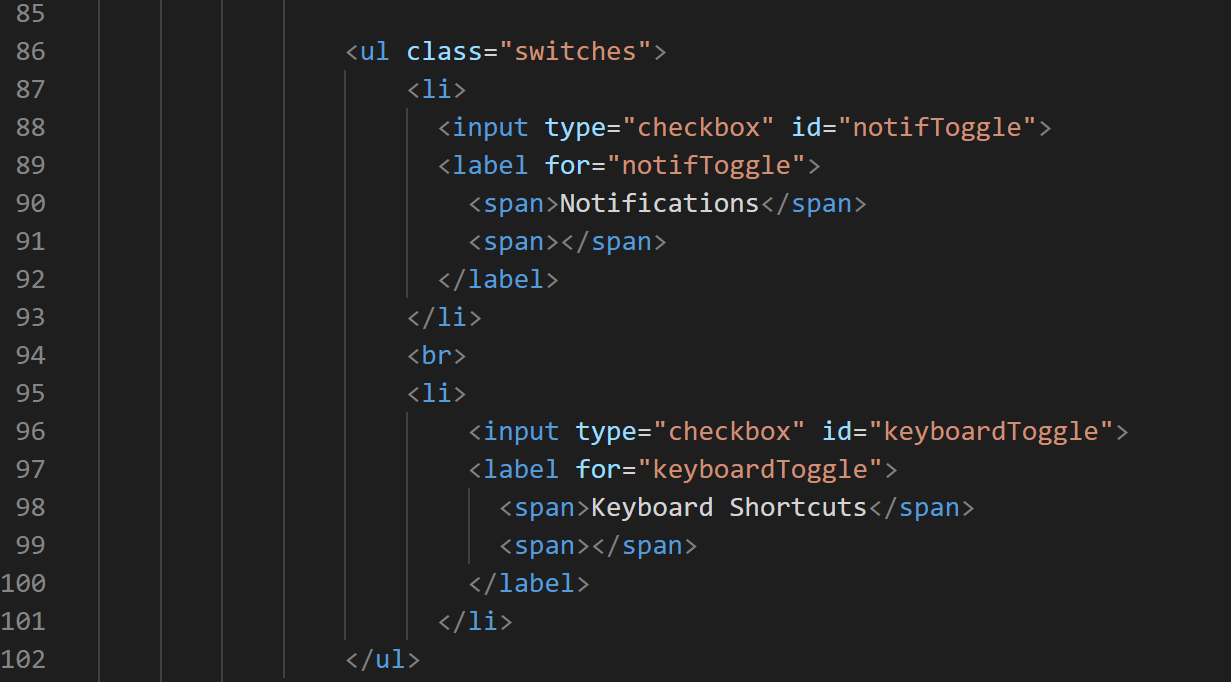 85
86 <ul class="switches">
87 <li>
88 <input type="checkbox" id="notifToggle">
89 <label for="notifToggle">
90 <span>Notifications</span>
91 <span></span>
92 </label>
93 </li>
94 <br>
95 <li>
96 <input type="checkbox" id="keyboardToggle">
97 <label for="keyboardToggle">
98 <span>Keyboard Shortcuts</span>
99 <span></span>
100 </label>
101 </li>
102 </ul>